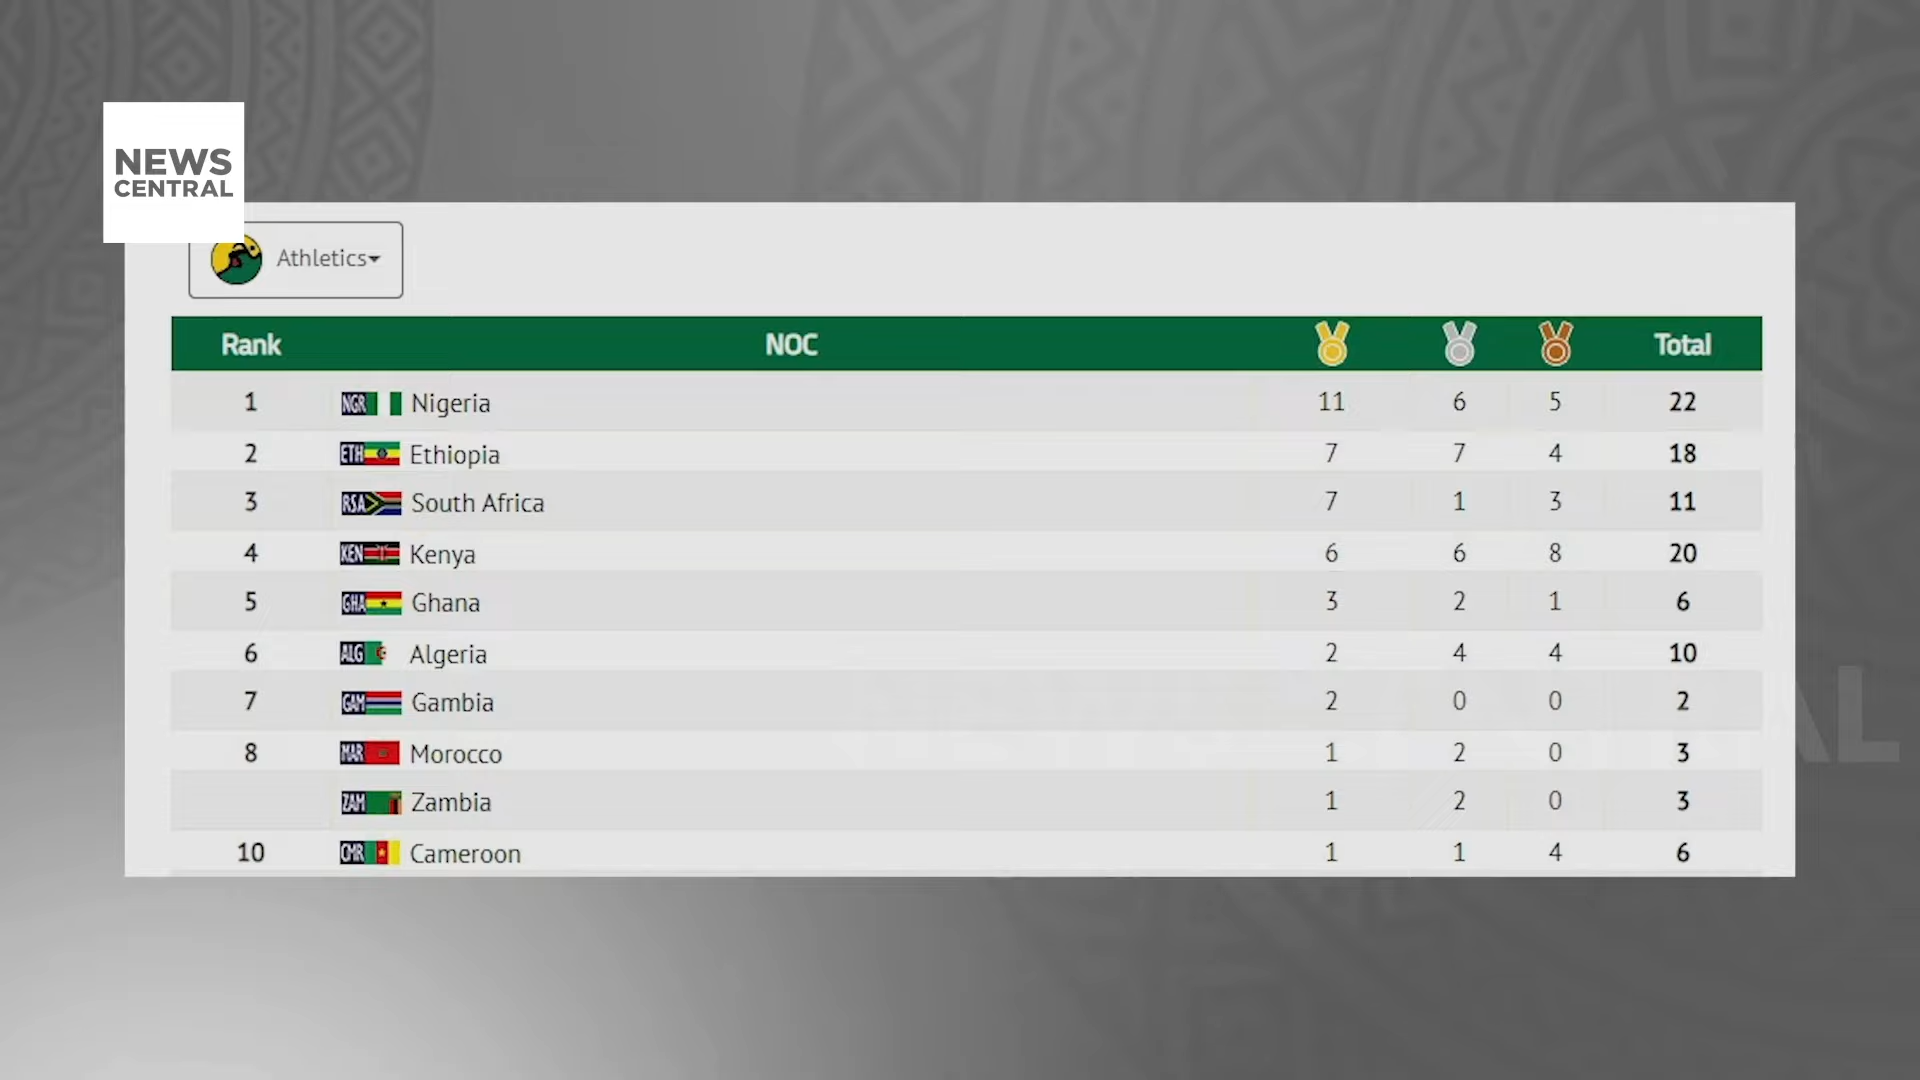 NEWS
CENTRAL
Athletics
Rank NOC Total
1 NGR Nigeria 11 6 5 22
2 ETH Ethiopia 7 7 4 18
3 RSA South Africa 7 1 3 11
4 KEN Kenya 6 6 8 20
5 GHA Ghana 3 2 1 6
6 ALG Algeria 2 4 4 10
7 GAM Gambia 2 0 0 2
8 MAR Morocco 1 2 0 3
ZAM Zambia 1 2 0 3
10 CMR Cameroon 1 1 4 6